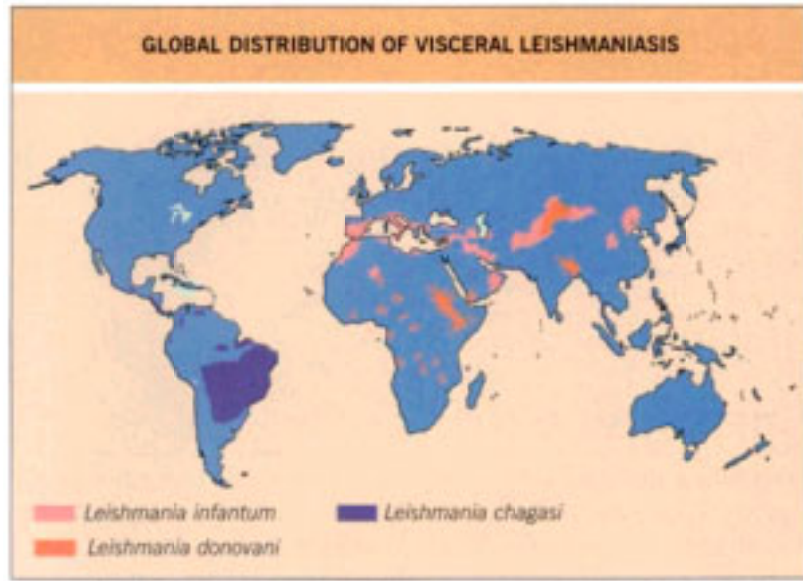 GLOBAL DISTRIBUTION OF VISCERAL LEISHMANIASIS
Leishmania infantum
Leishmania chagasi
Leishmania donovani